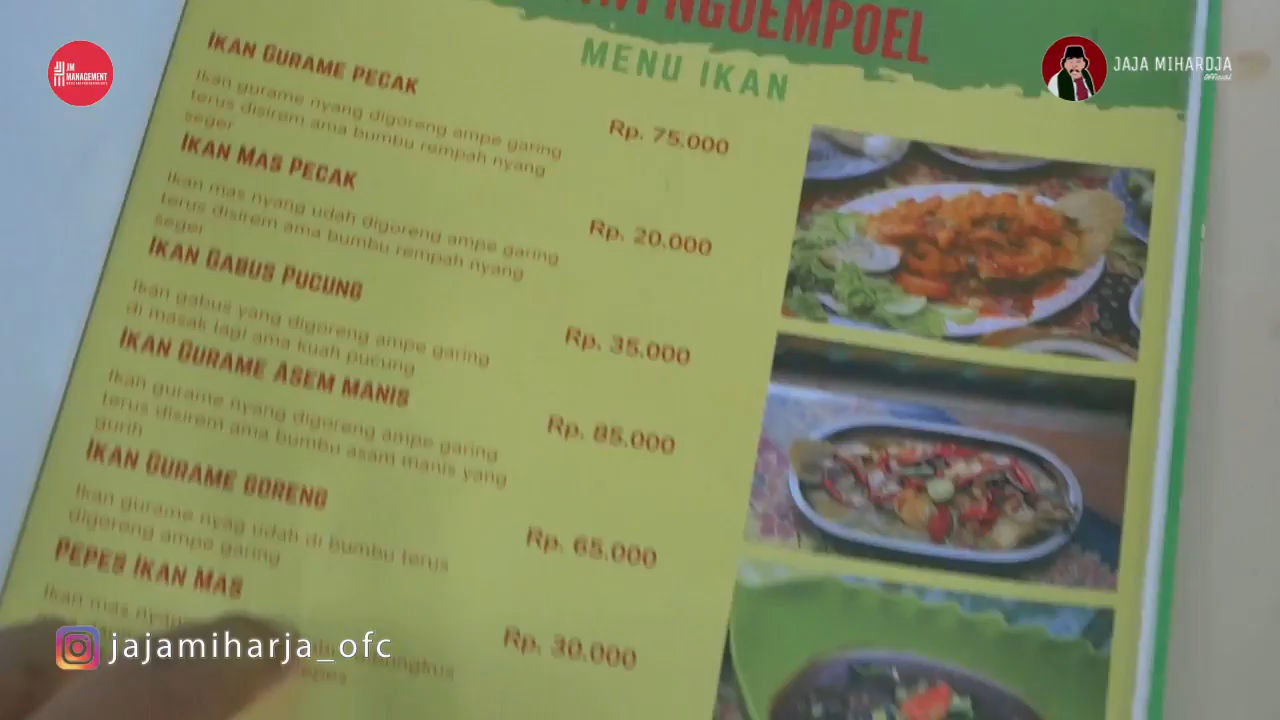 NGOEMPOEL
MENU IKAN
JM
MANAGEMENT
JAJA MIHARDJA
Official
IKAN GURAME PECAK
Rp. 75.000
Ikan gurame nyang digoreng ampe garing
terus disirem ama bumbu rempah nyang
seger
IKAN MAS PECAK
Rp. 20.000
Ikan mas nyang udah digoreng ampe garing
terus disirem ama bumbu rempah nyang
seger
IKAN GABUS PUCUNG
Rp. 35.000
Ikan gabus yang digoreng ampe garing
di masak lagi ama kuah pucung
IKAN GURAME ASEM MANIS
Rp. 85.000
Ikan gurame nyang digoreng ampe garing
terus disirem ama bumbu asam manis yang
gurih
IKAN GURAME GORENG
Rp. 65.000
Ikan gurame nyag udah di bumbu terus
digoreng ampe garing
PEPES IKAN MAS
Rp. 30.000
Ikan mas
jajamiharja_ofc